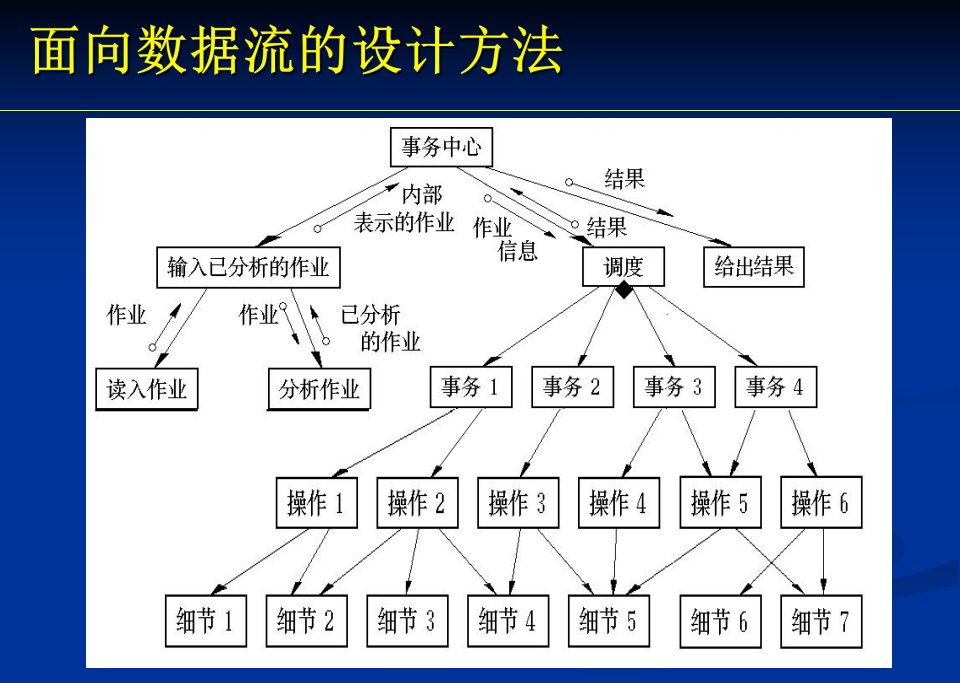 面向数据流的设计方法
事务中心
结果
内部
表示的作业
作业
信息
结果
输入已分析的作业
调度
给出结果
作业
作业
已分析
的作业
读入作业
分析作业
事务 1
事务 2
事务 3
事务 4
操作 1
操作 2
操作 3
操作 4
操作 5
操作 6
细节 1
细节 2
细节 3
细节 4
细节 5
细节 6
细节 7